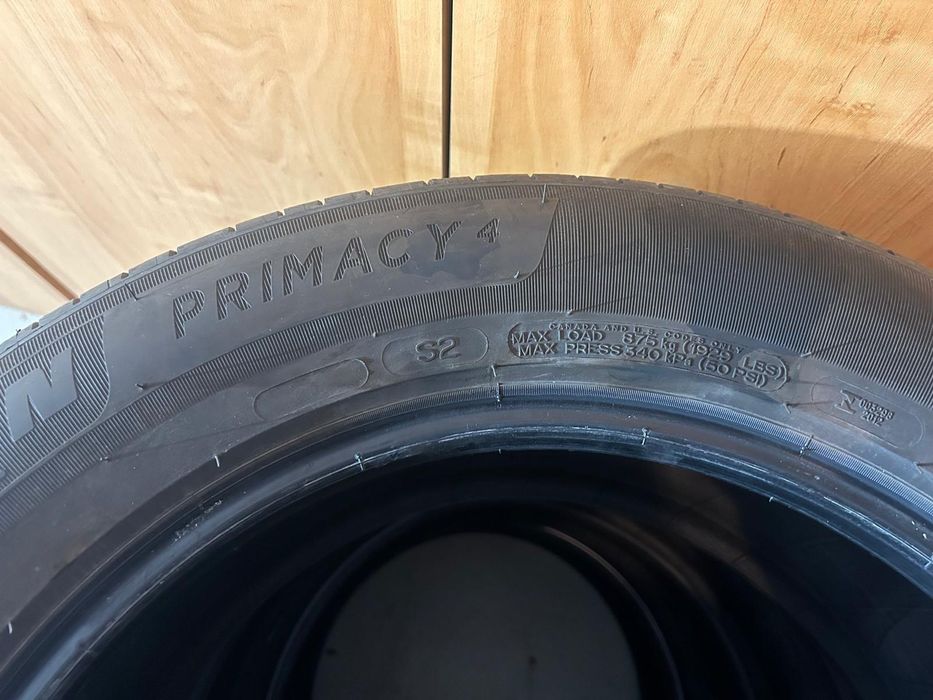 N
PRIMACY 4
S2
CANADA AND U.S. CODES ONLY
MAX LOAD 875 kg (1929 LBS)
MAX PRESS 340 kPa (50 PSI)